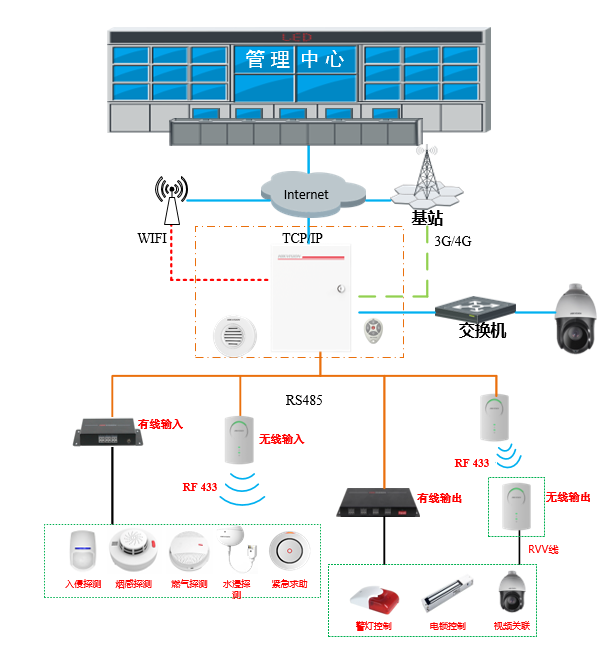 LED
管理中心
Internet
基站
WIFI
TCP/IP
3G/4G
交换机
RS485
有线输入
无线输入
RF 433
RF 433
有线输出
无线输出
RVV线
入侵探测
烟感探测
燃气探测
水浸探
测
紧急求助
警灯控制
电锁控制
视频关联